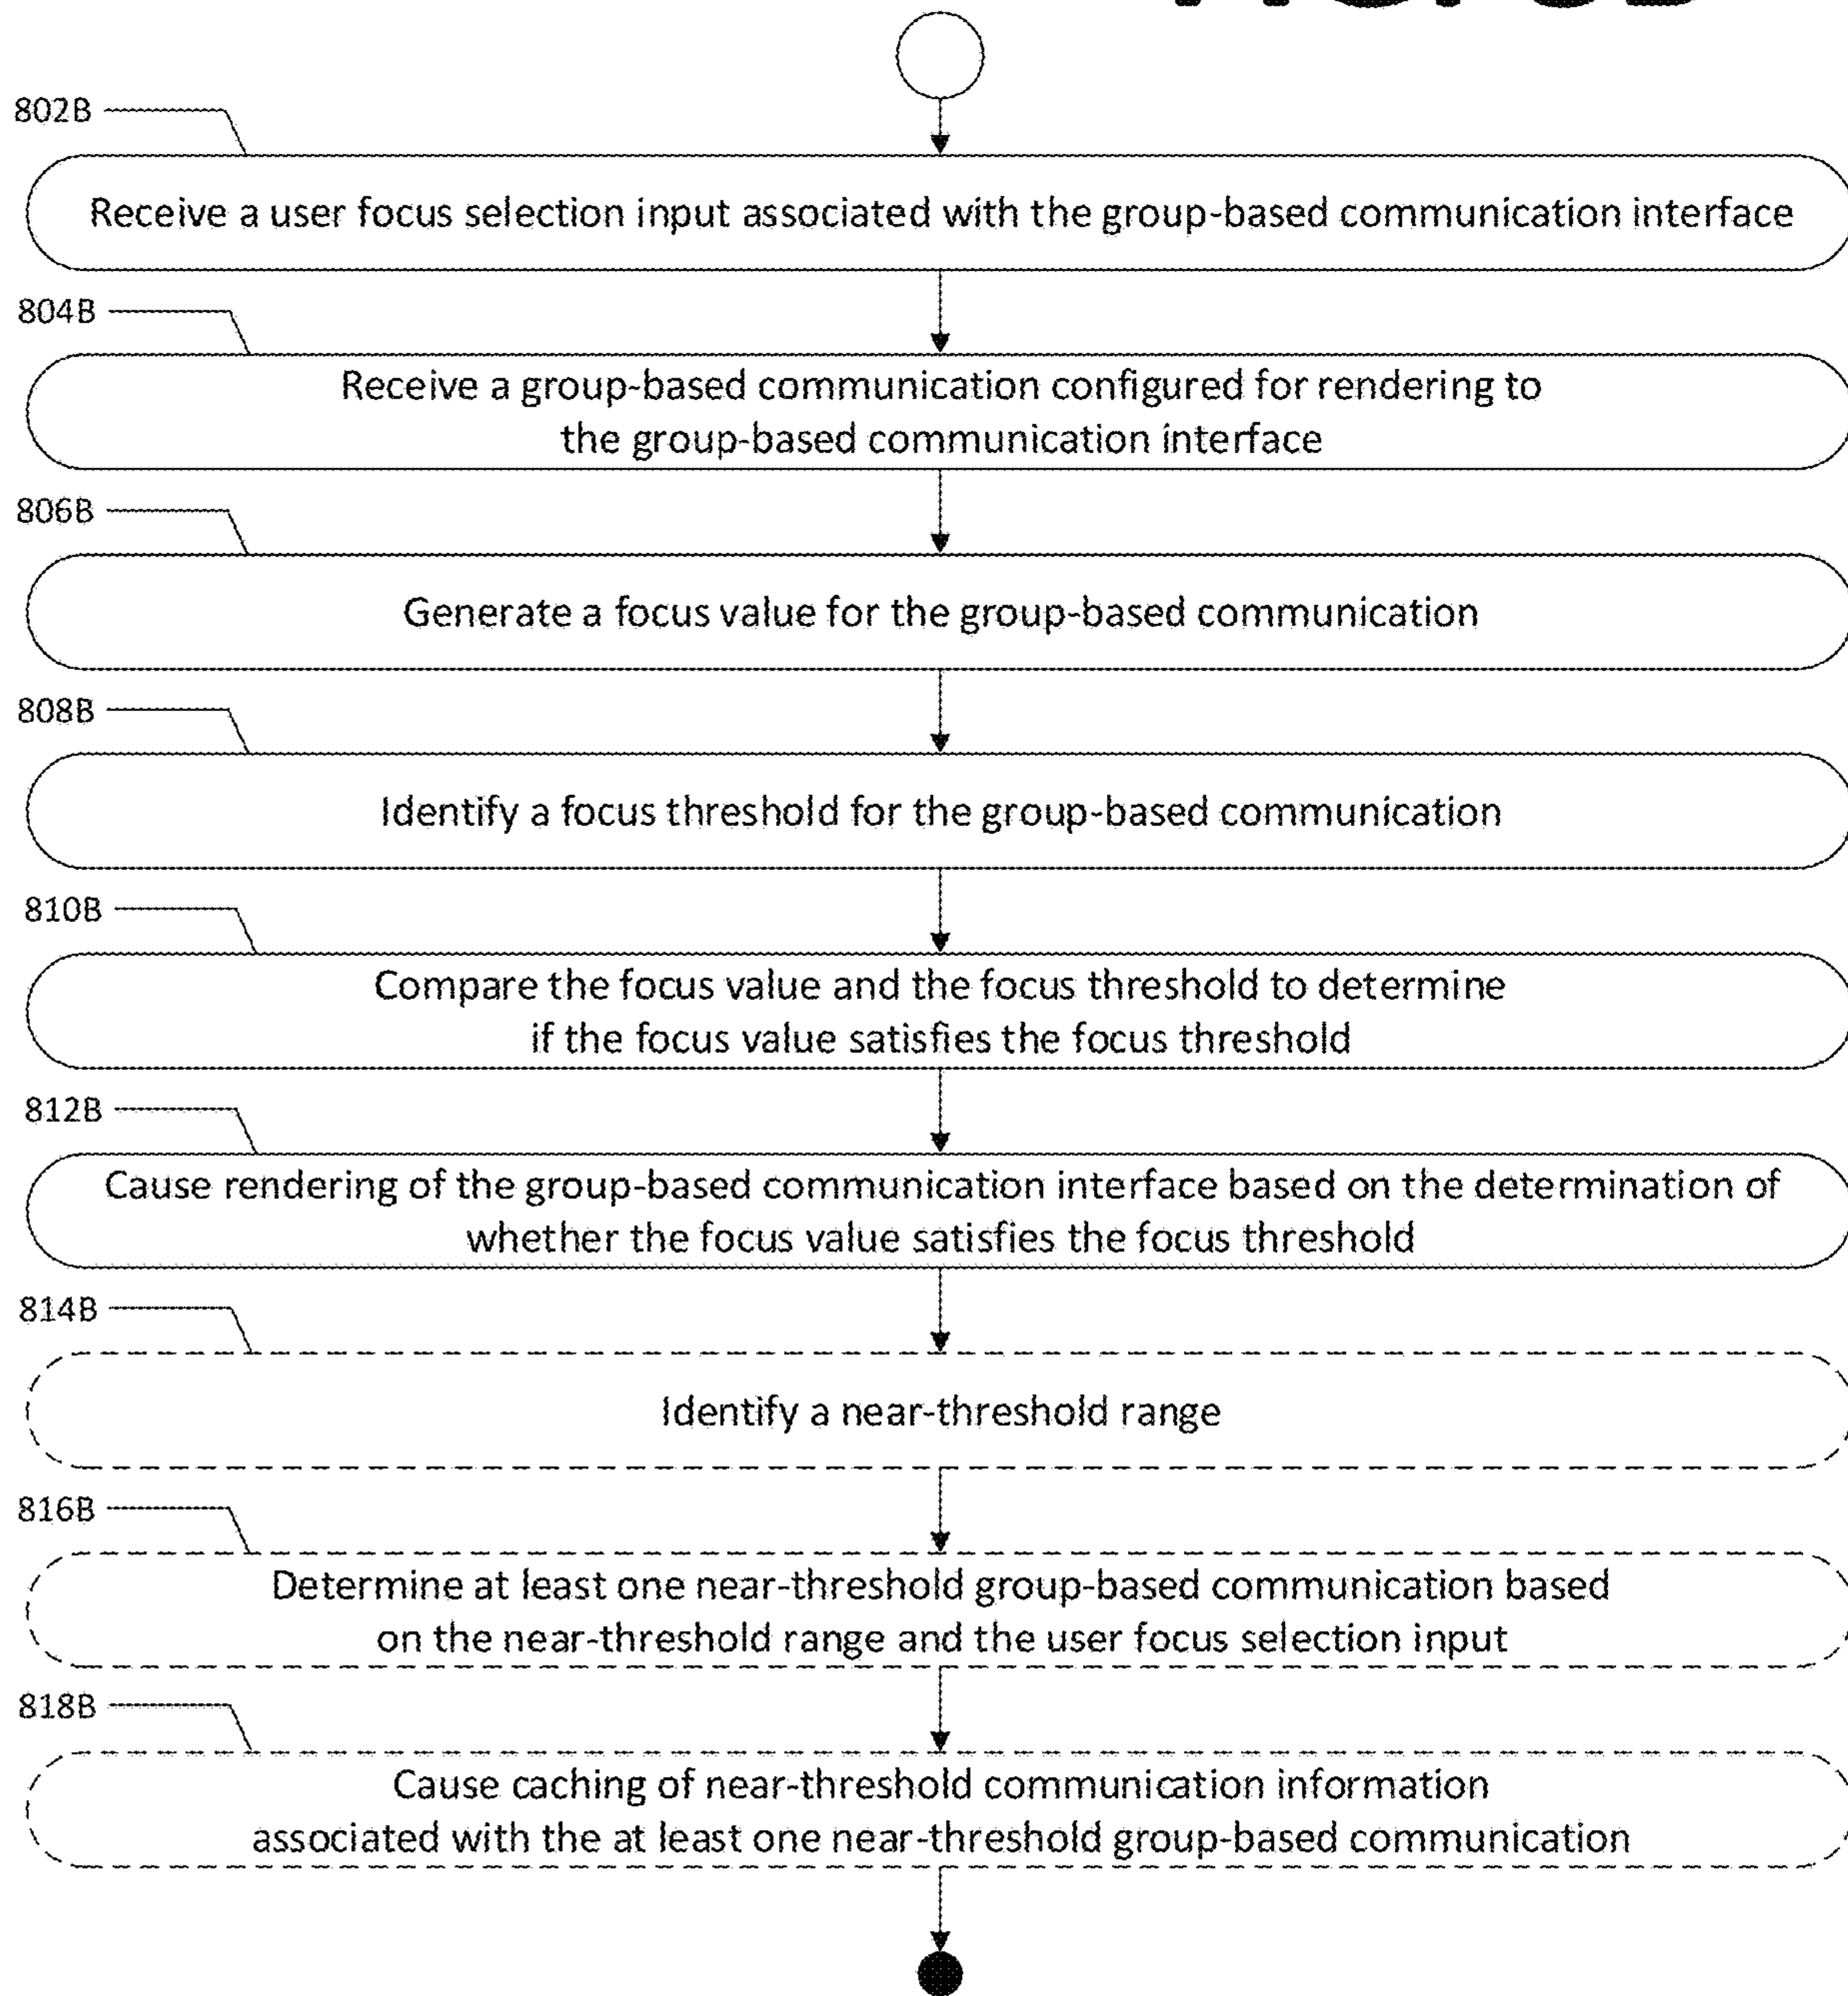 802B
Receive a user focus selection input associated with the group-based communication interface
804B
Receive a group-based communication configured for rendering to
the group-based communication interface
806B
Generate a focus value for the group-based communication
808B
Identify a focus threshold for the group-based communication
810B
Compare the focus value and the focus threshold to determine
if the focus value satisfies the focus threshold
812B
Cause rendering of the group-based communication interface based on the determination of
whether the focus value satisfies the focus threshold
814B
Identify a near-threshold range
816B
Determine at least one near-threshold group-based communication based
on the near-threshold range and the user focus selection input
818B
Cause caching of near-threshold communication information
associated with the at least one near-threshold group-based communication